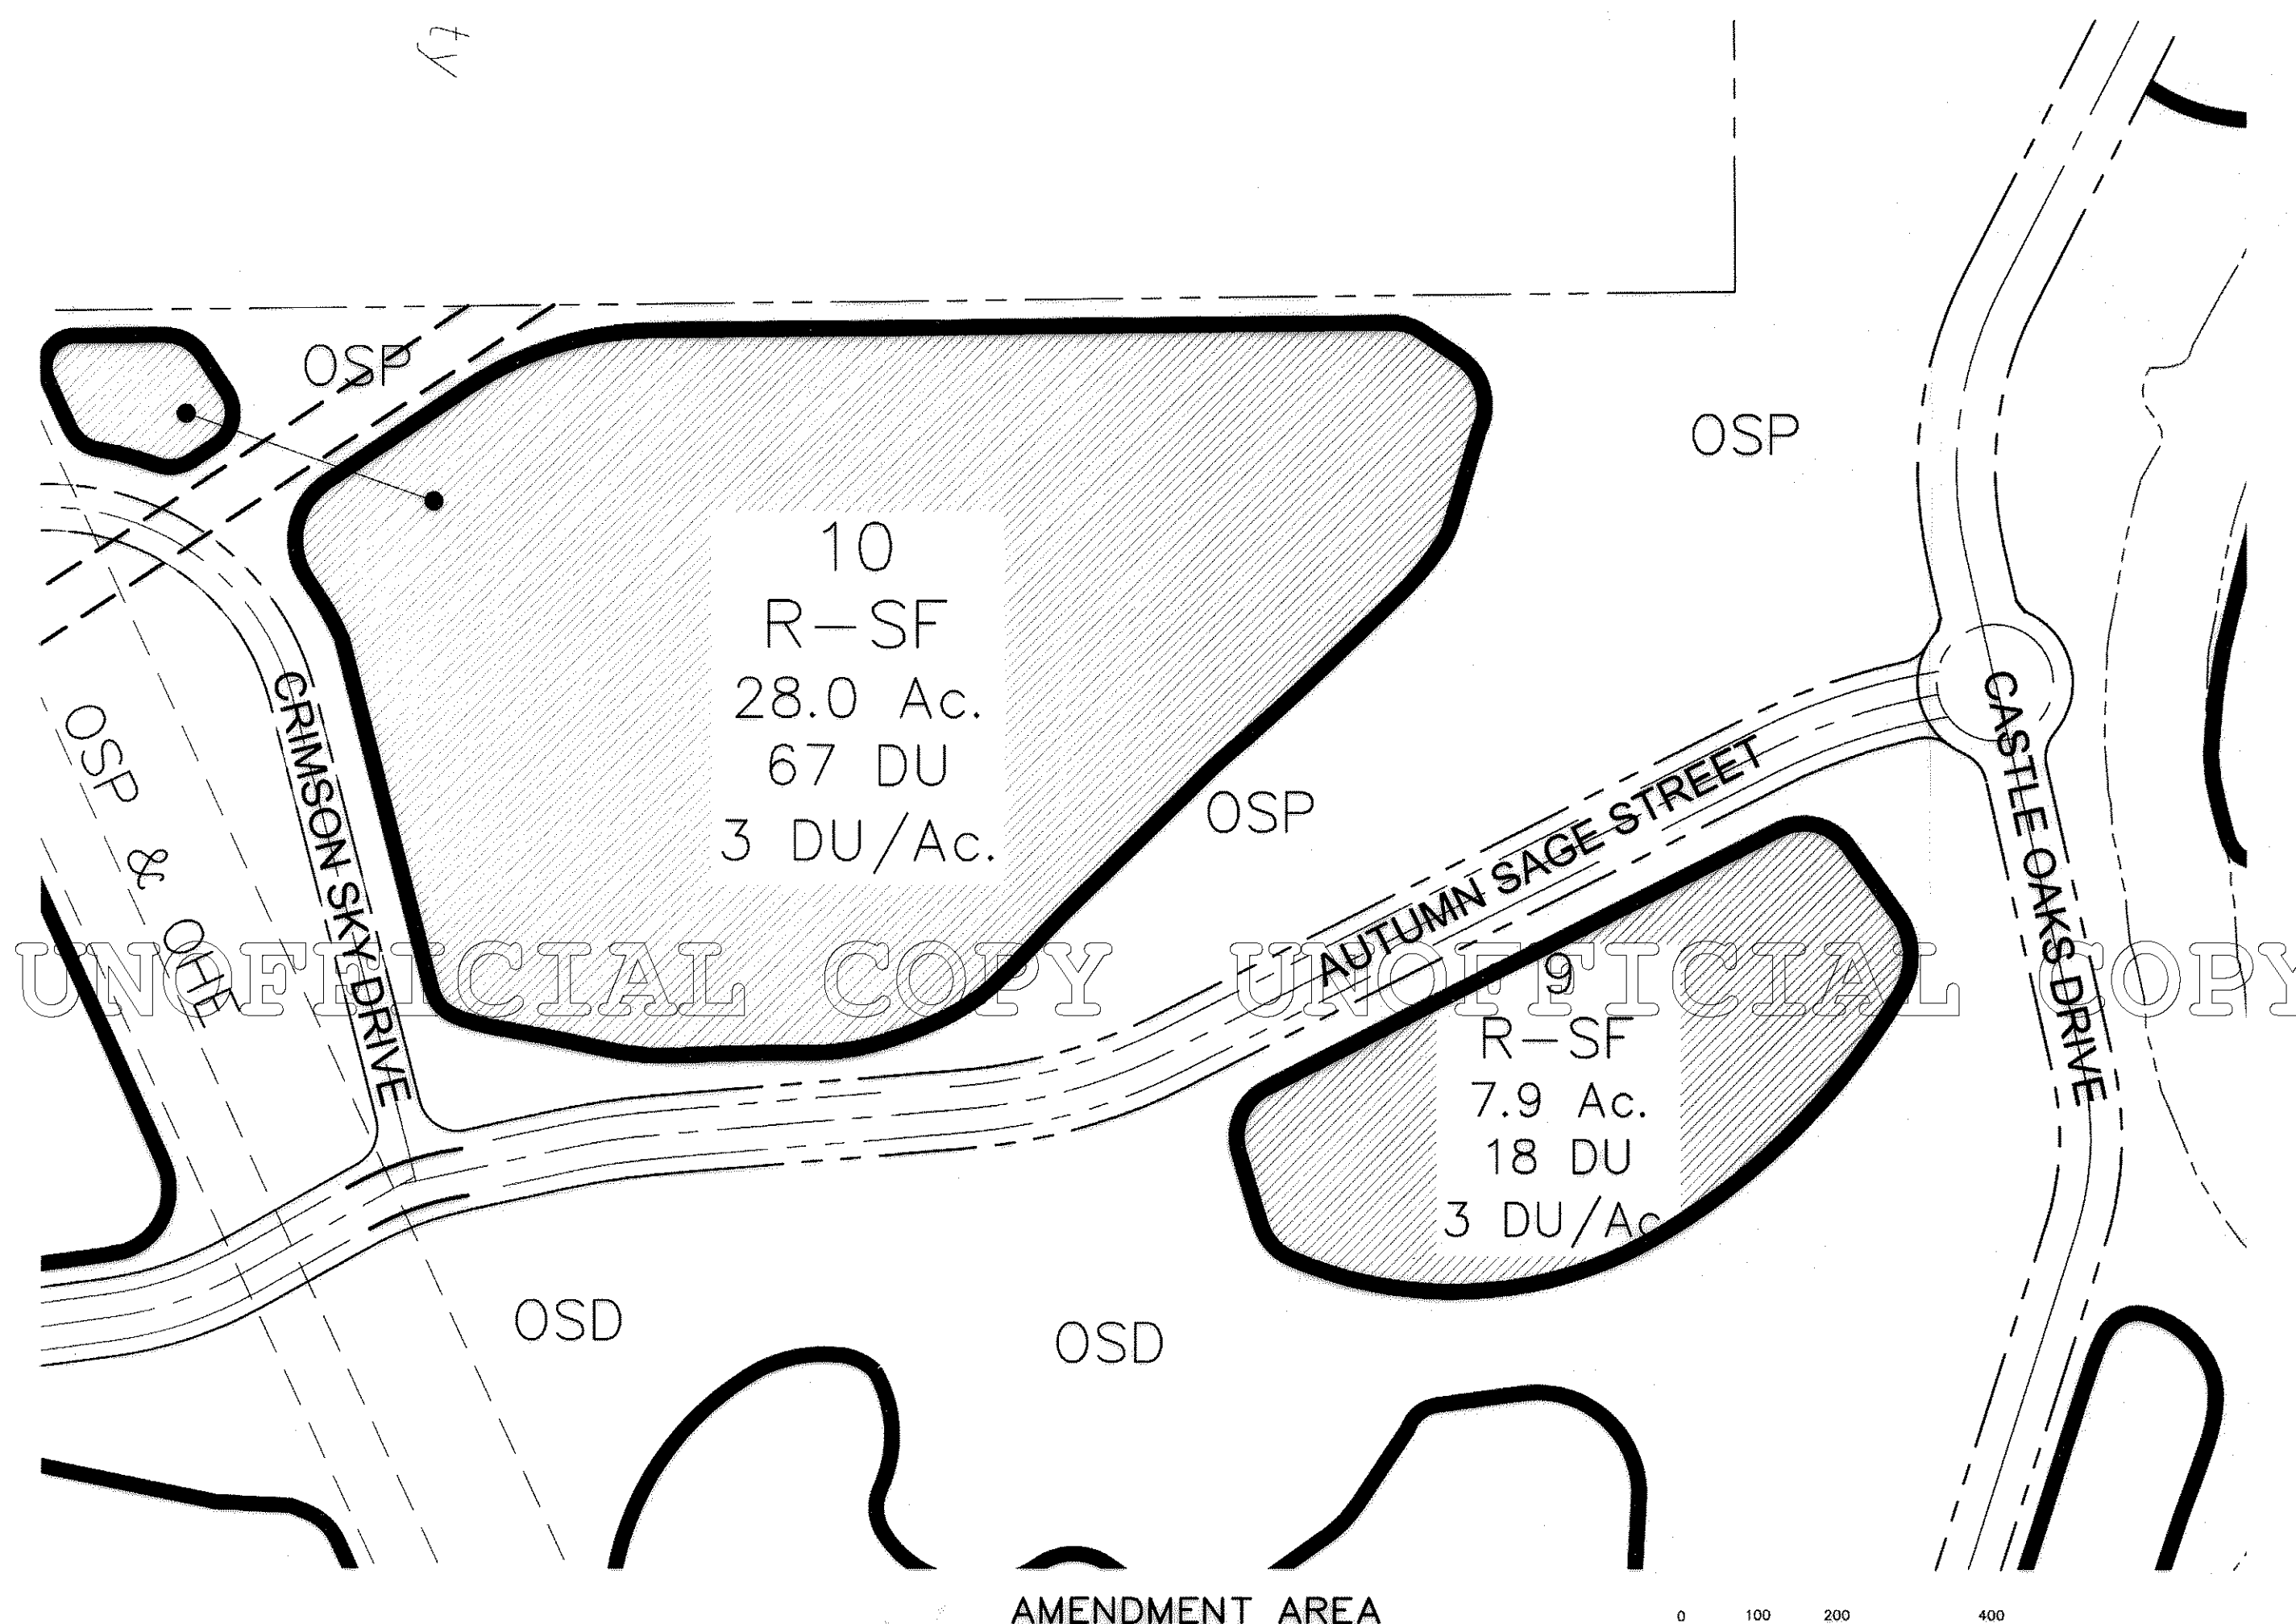 ty
OSP
OSP
10
R-SF
28.0 Ac.
67 DU
3 DU/Ac.
OSP & OHE
CRIMSON SKY DRIVE
OSP
AUTUMN SAGE STREET
CASTLE OAKS DRIVE
UNOFFICIAL COPY UNOFFICIAL COPY
9
R-SF
7.9 Ac.
18 DU
3 DU/Ac
OSD
OSD
AMENDMENT AREA
0 100 200 400